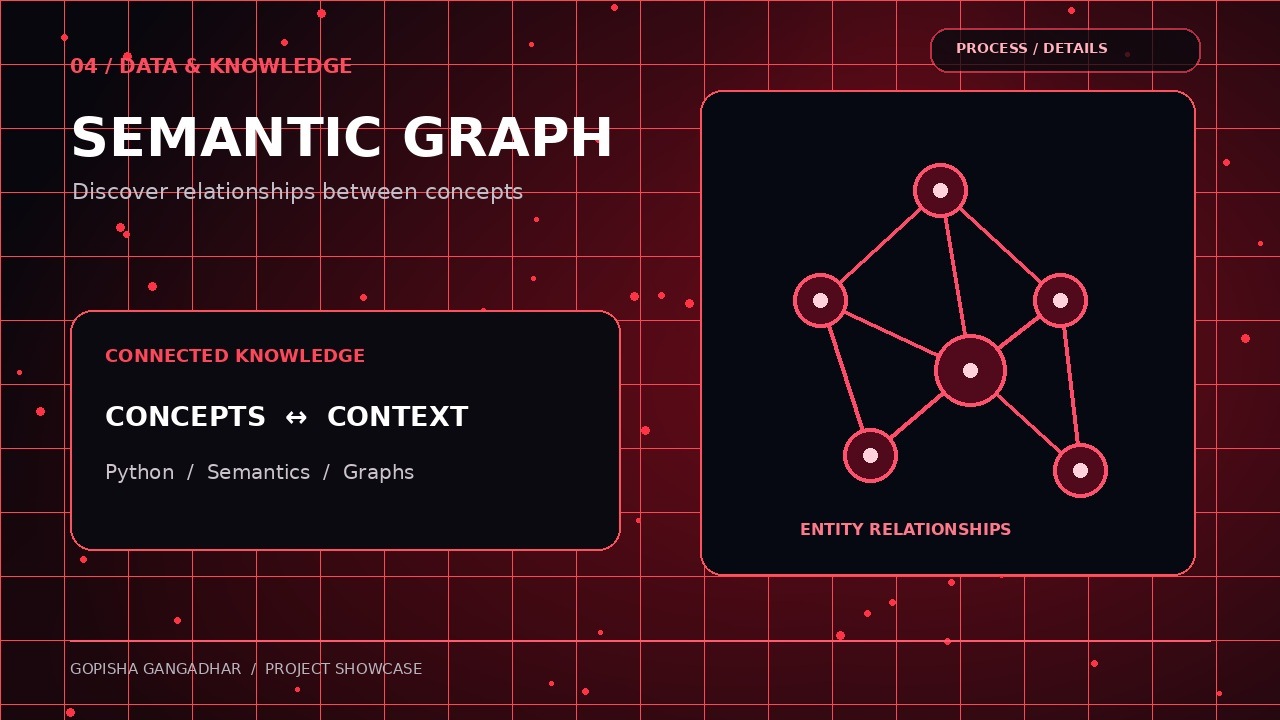 04 / DATA & KNOWLEDGE
PROCESS / DETAILS
SEMANTIC GRAPH
Discover relationships between concepts
CONNECTED KNOWLEDGE
CONCEPTS ↔ CONTEXT
Python / Semantics / Graphs
ENTITY RELATIONSHIPS
GOPISHA GANGADHAR / PROJECT SHOWCASE